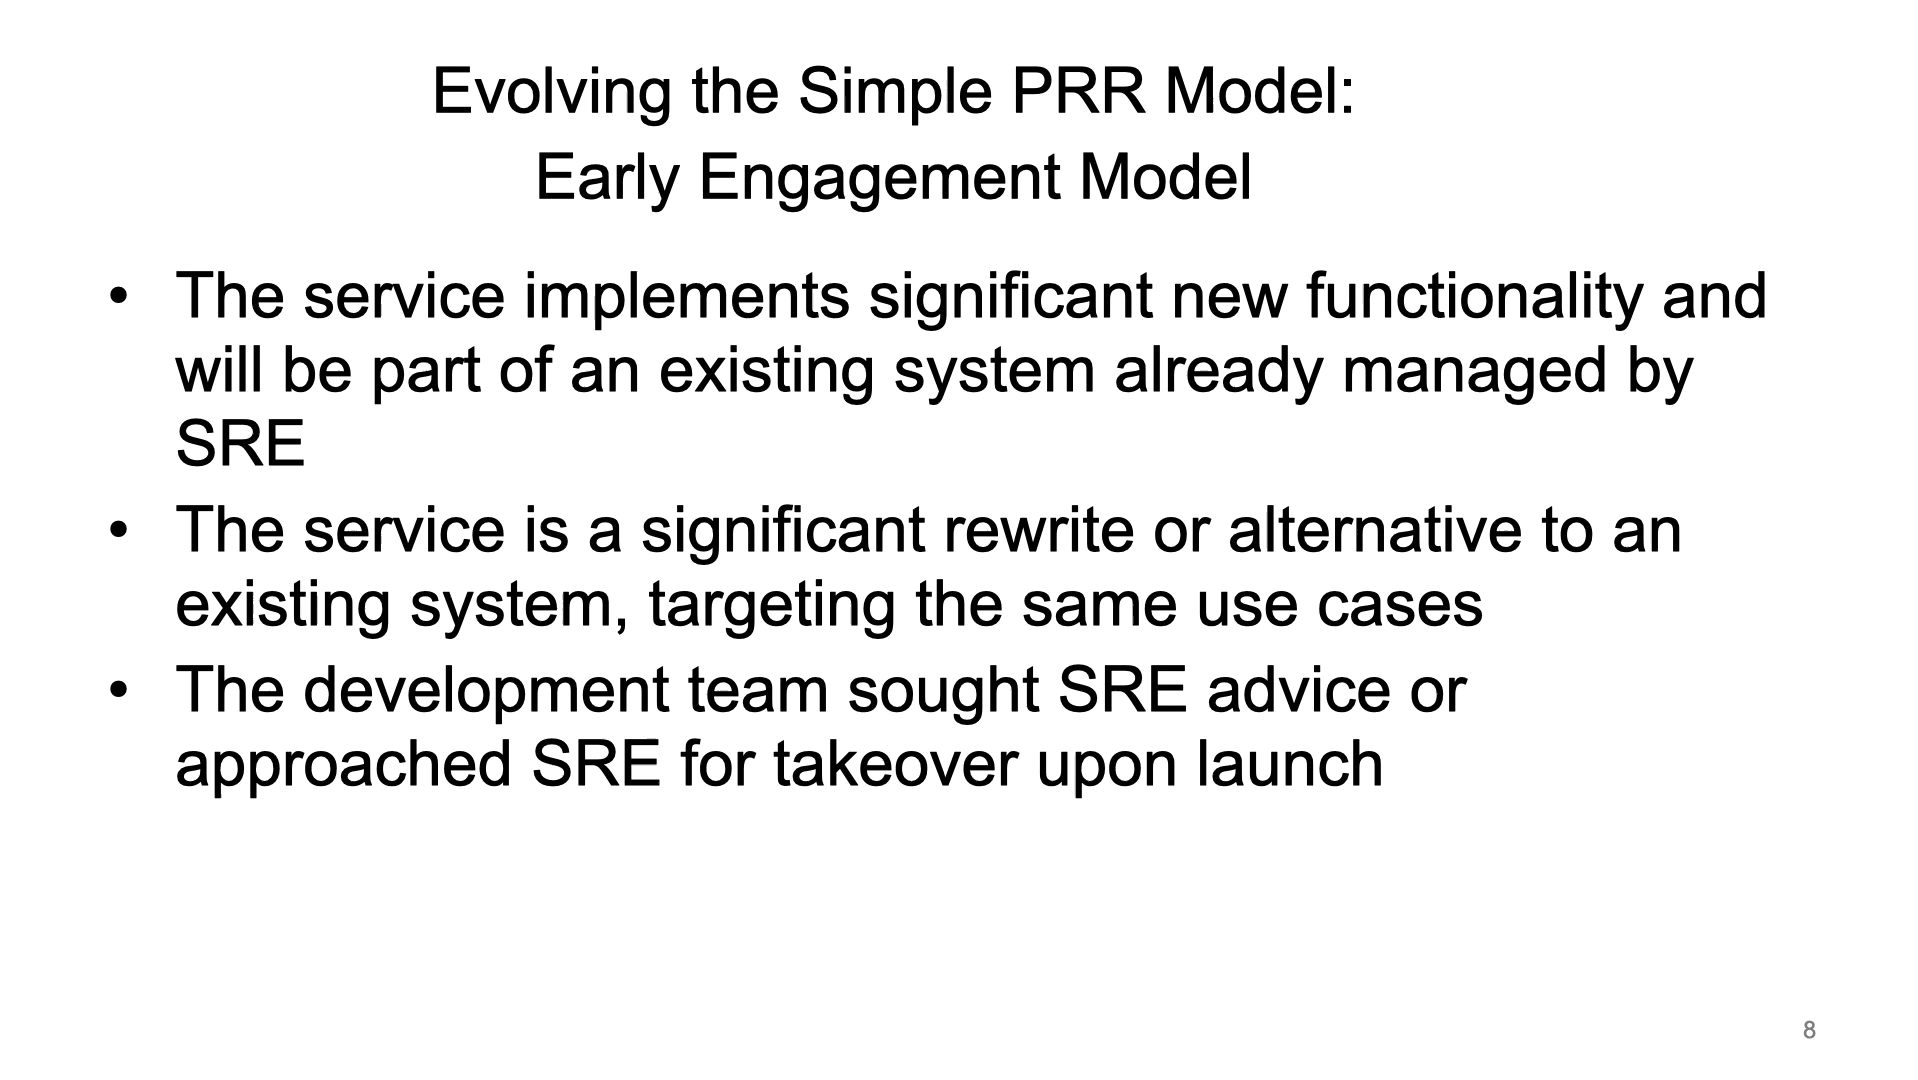 Evolving the Simple PRR Model:
Early Engagement Model
• The service implements significant new functionality and
will be part of an existing system already managed by
SRE
• The service is a significant rewrite or alternative to an
existing system, targeting the same use cases
• The development team sought SRE advice or
approached SRE for takeover upon launch
8